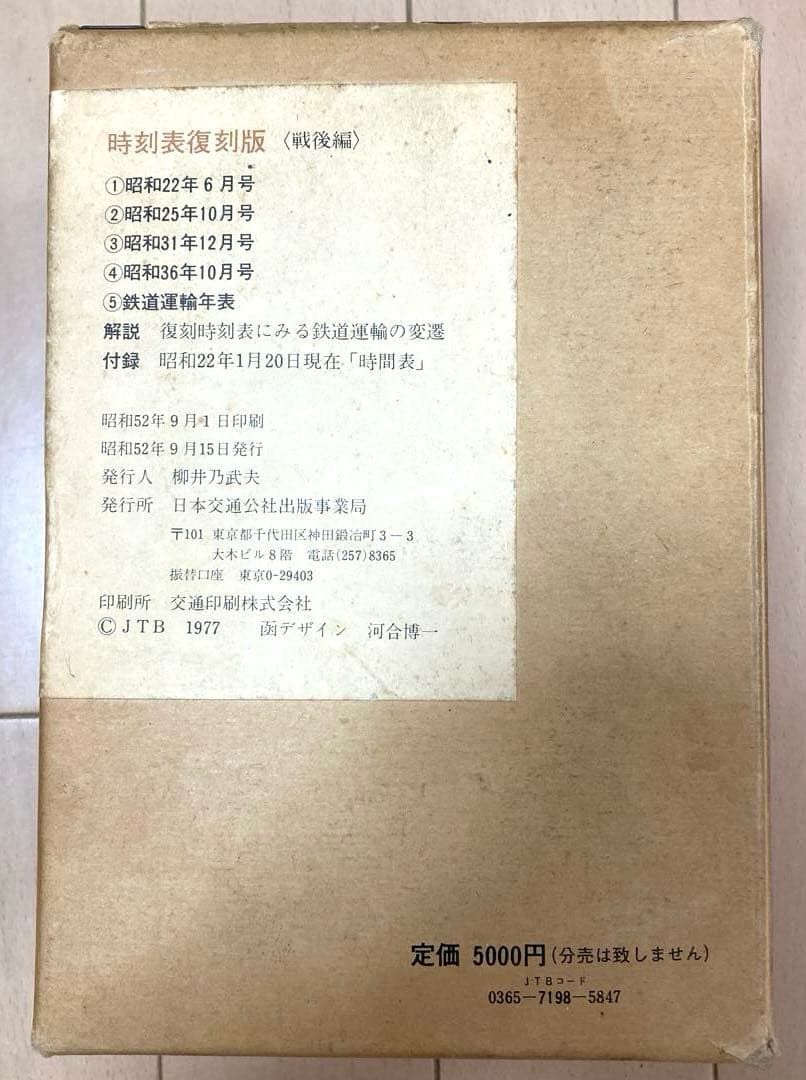 時刻表復刻版〈戦後編〉
①昭和22年6月号
②昭和25年10月号
③昭和31年12月号
④昭和36年10月号
⑤鉄道運輸年表
解説 復刻時刻表にみる鉄道運輸の変遷
付録 昭和22年1月20日現在「時間表」
昭和52年9月1日印刷
昭和52年9月15日発行
発行人 柳井乃武夫
発行所 日本交通公社出版事業局
〒101 東京都千代田区神田鍛冶町3-3
大木ビル8階 電話(257)8365
振替口座 東京0-29403
印刷所 交通印刷株式会社
©JTB 1977 函デザイン 河合博一
定価 5000円(分売は致しません)
JTBコード
0365-7198-5847